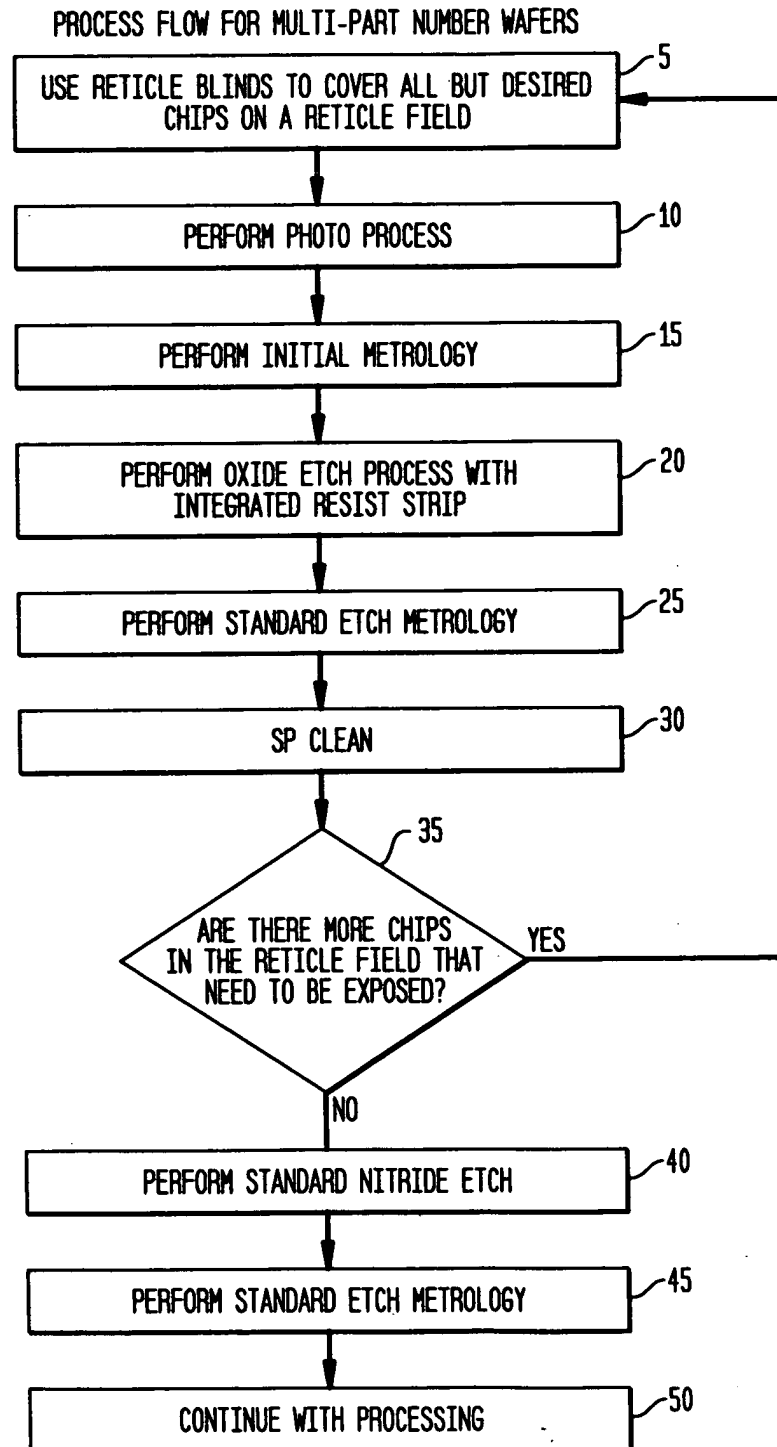 PROCESS FLOW FOR MULTI-PART NUMBER WAFERS
5
USE RETICLE BLINDS TO COVER ALL BUT DESIRED
CHIPS ON A RETICLE FIELD
10
PERFORM PHOTO PROCESS
15
PERFORM INITIAL METROLOGY
20
PERFORM OXIDE ETCH PROCESS WITH
INTEGRATED RESIST STRIP
25
PERFORM STANDARD ETCH METROLOGY
30
SP CLEAN
35
ARE THERE MORE CHIPS
IN THE RETICLE FIELD THAT
NEED TO BE EXPOSED?
YES
NO
40
PERFORM STANDARD NITRIDE ETCH
45
PERFORM STANDARD ETCH METROLOGY
50
CONTINUE WITH PROCESSING